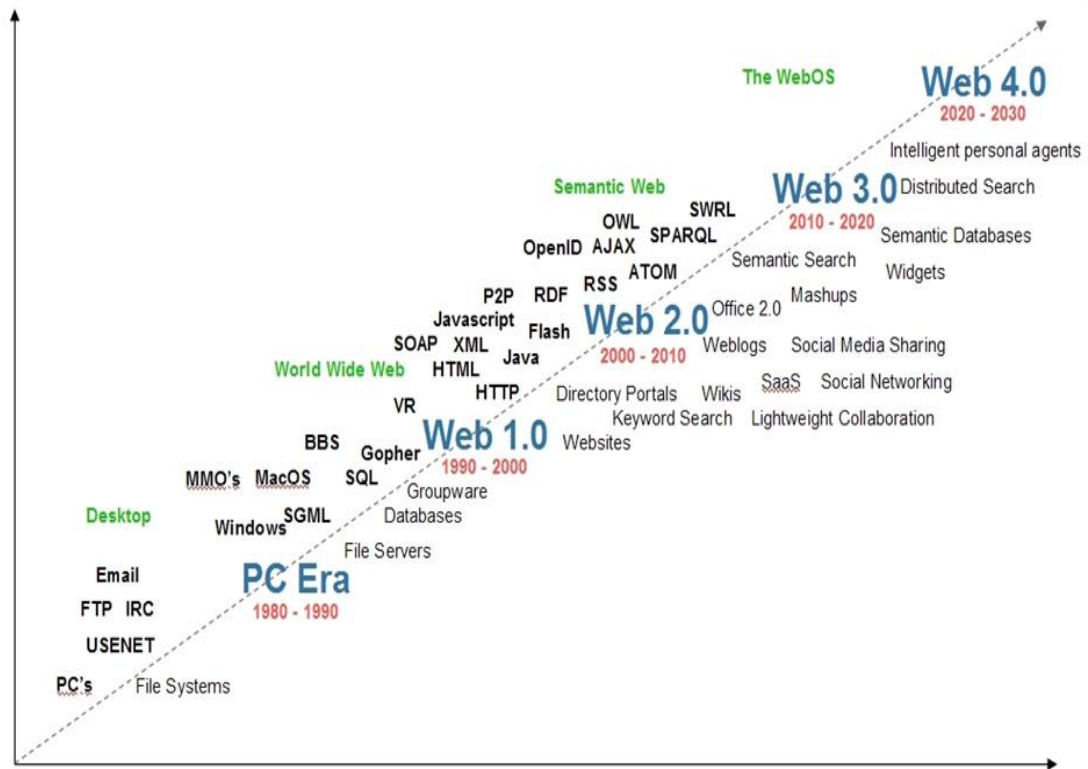 The WebOS
Web 4.0
2020 - 2030
Intelligent personal agents
Semantic Web
Web 3.0
Distributed Search
2010 - 2020
SWRL
OWL
SPARQL
Semantic Databases
OpenID
AJAX
Semantic Search
Widgets
ATOM
RSS
P2P
RDF
Mashups
Office 2.0
Javascript
Web 2.0
Flash
SOAP
XML
Weblogs
Social Media Sharing
2000 - 2010
Java
World Wide Web
HTML
SaaS
Social Networking
HTTP
Directory Portals
Wikis
VR
Keyword Search
Lightweight Collaboration
Web 1.0
Websites
BBS
Gopher
1990 - 2000
MMO's
MacOS
SQL
Groupware
Desktop
SGML
Databases
Windows
File Servers
Email
PC Era
1980 - 1990
FTP
IRC
USENET
PC's
File Systems